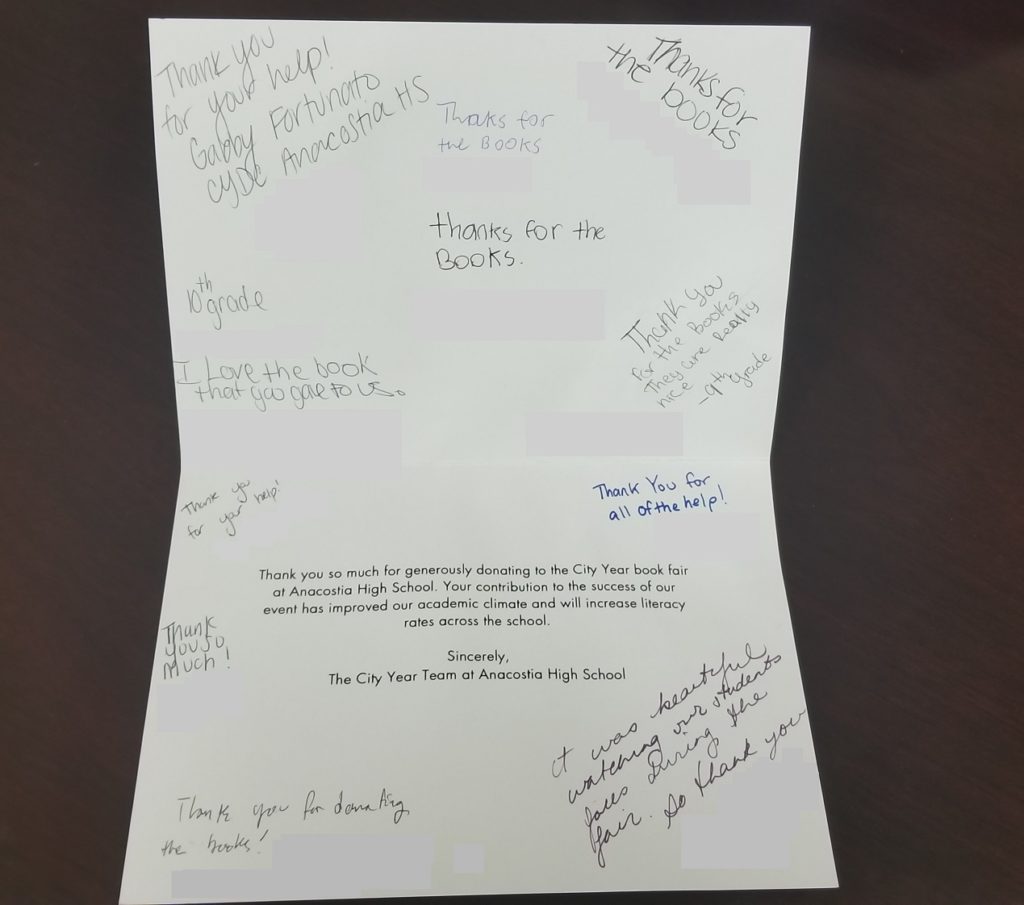 Thank you
for your help!
Gabby Fortunato
CYDC Anacostia HS
Thaks for
the Books
Thanks for
the books
thanks for the
Books.
10th grade
I Love the book
that you gave to us.
Thank You
for the books
They are Really
nice
-9th grade
Thank you
for your help!
Thank You for
all of the help!
Thank you so much for generously donating to the City Year book fair
at Anacostia High School. Your contribution to the success of our
event has improved our academic climate and will increase literacy
rates across the school.
Sincerely,
The City Year Team at Anacostia High School
Thank
you so
much!
It was beautiful
watching our students
faces During the
fair. So thank you
Thank you for donating
the books!